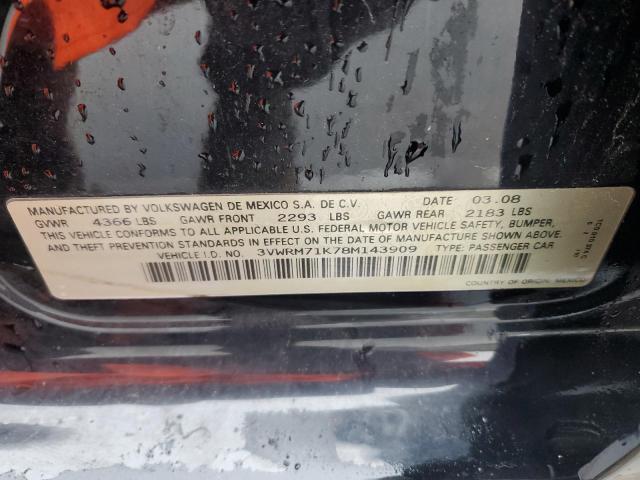 MANUFACTURED BY VOLKSWAGEN DE MEXICO S.A. DE C.V. DATE 03.08
GVWR 4366 LBS GAWR FRONT 2293 LBS GAWR REAR 2183 LBS
THIS VEHICLE CONFORMS TO ALL APPLICABLE U.S. FEDERAL MOTOR VEHICLE SAFETY, BUMPER,
AND THEFT PREVENTION STANDARDS IN EFFECT ON THE DATE OF MANUFACTURE SHOWN ABOVE.
VEHICLE I.D. NO. 3VWRM71K78M143909 TYPE: PASSENGER CAR
COUNTRY OF ORIGIN: MEXICO